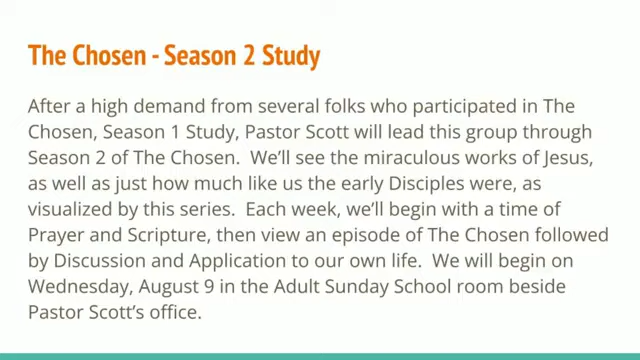 The Chosen - Season 2 Study
After a high demand from several folks who participated in The
Chosen, Season 1 Study, Pastor Scott will lead this group through
Season 2 of The Chosen.  We'll see the miraculous works of Jesus,
as well as just how much like us the early Disciples were, as
visualized by this series.  Each week, we'll begin with a time of
Prayer and Scripture, then view an episode of The Chosen followed
by Discussion and Application to our own life.  We will begin on
Wednesday, August 9 in the Adult Sunday School room beside
Pastor Scott's office.